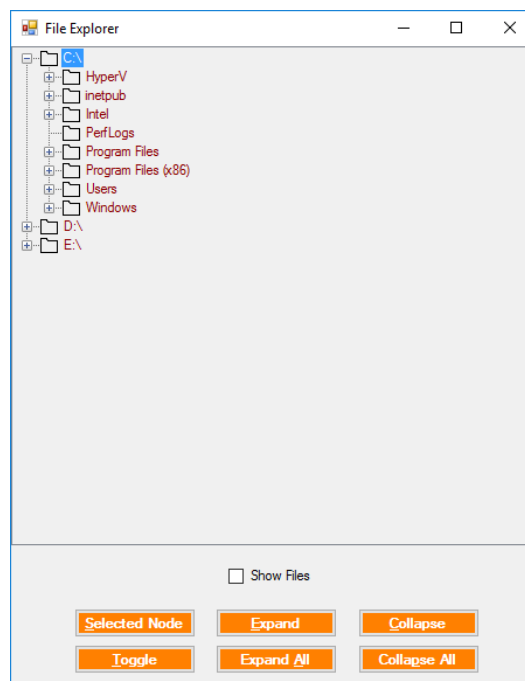 File Explorer
C:\
HyperV
inetpub
Intel
PerfLogs
Program Files
Program Files (x86)
Users
Windows
D:\
E:\
Show Files
Selected Node Expand Collapse
Toggle Expand All Collapse All